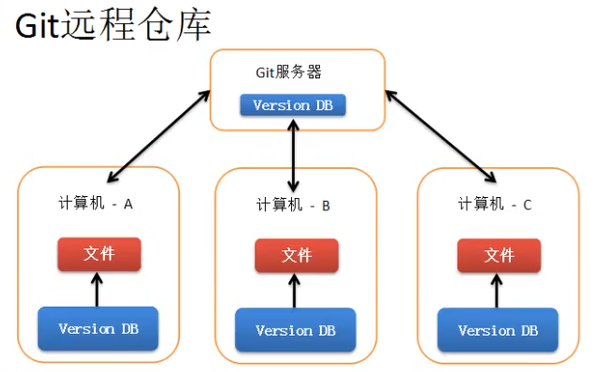 Git远程仓库
Git服务器
Version DB
计算机 - A
计算机 - B
计算机 - C
文件
文件
文件
Version DB
Version DB
Version DB